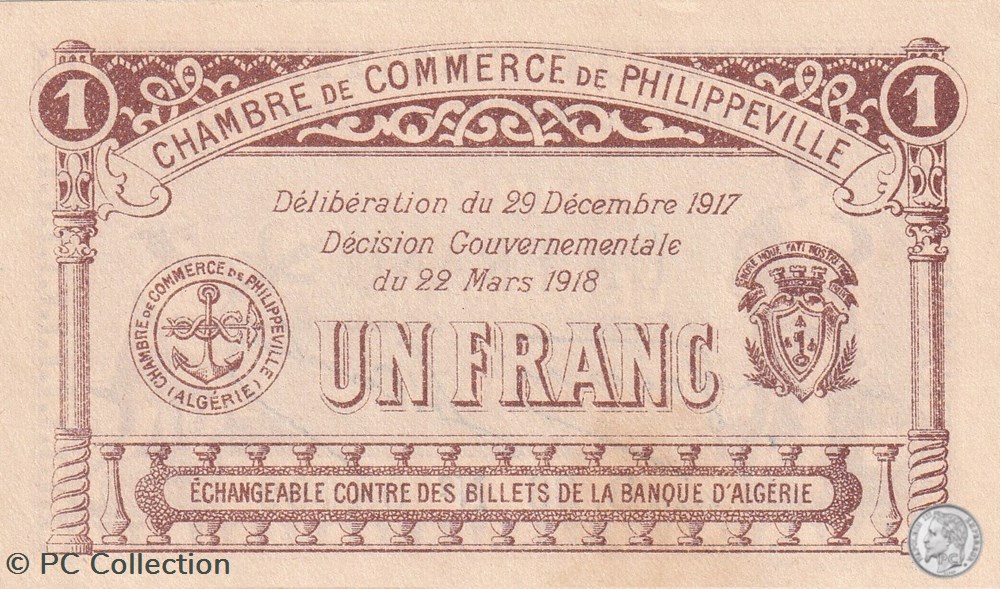 1
CHAMBRE DE COMMERCE DE PHILIPPEVILLE
1
Délibération du 29 Décembre 1917
Décision Gouvernementale
du 22 Mars 1918
CHAMBRE DE COMMERCE DE PHILIPPEVILLE
(ALGÉRIE)
UN FRANC
ÉCHANGEABLE CONTRE DES BILLETS DE LA BANQUE D'ALGÉRIE
© PC Collection